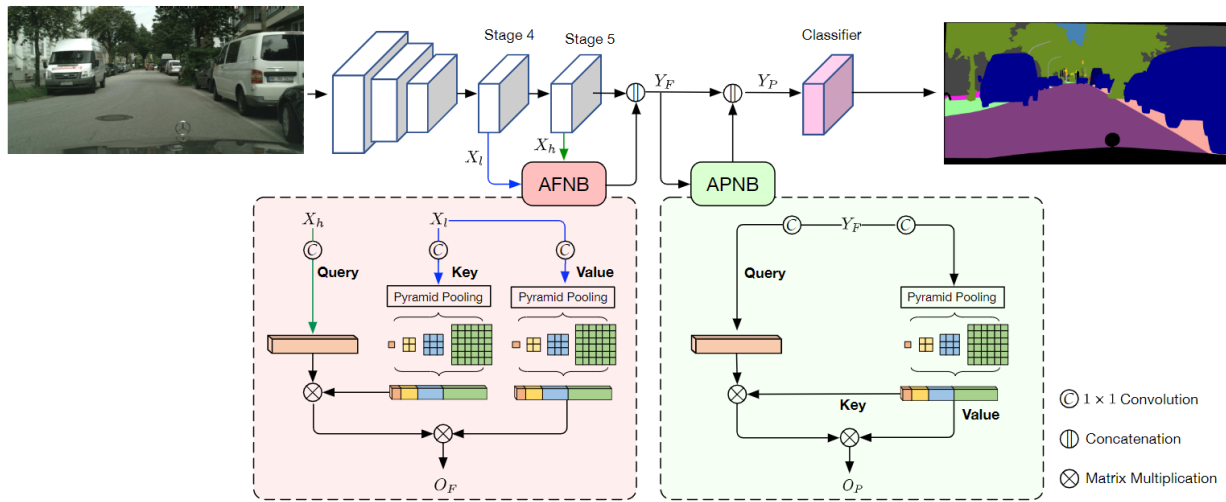 Stage 4
Stage 5
Classifier
Y_F
Y_P
X_l
X_h
AFNB
APNB
X_h
X_l
C
C
C
Query
Key
Value
Pyramid Pooling
Pyramid Pooling
O_F
C
Y_F
C
Query
Pyramid Pooling
Key
Value
O_P
C 1 × 1 Convolution
Concatenation
Matrix Multiplication